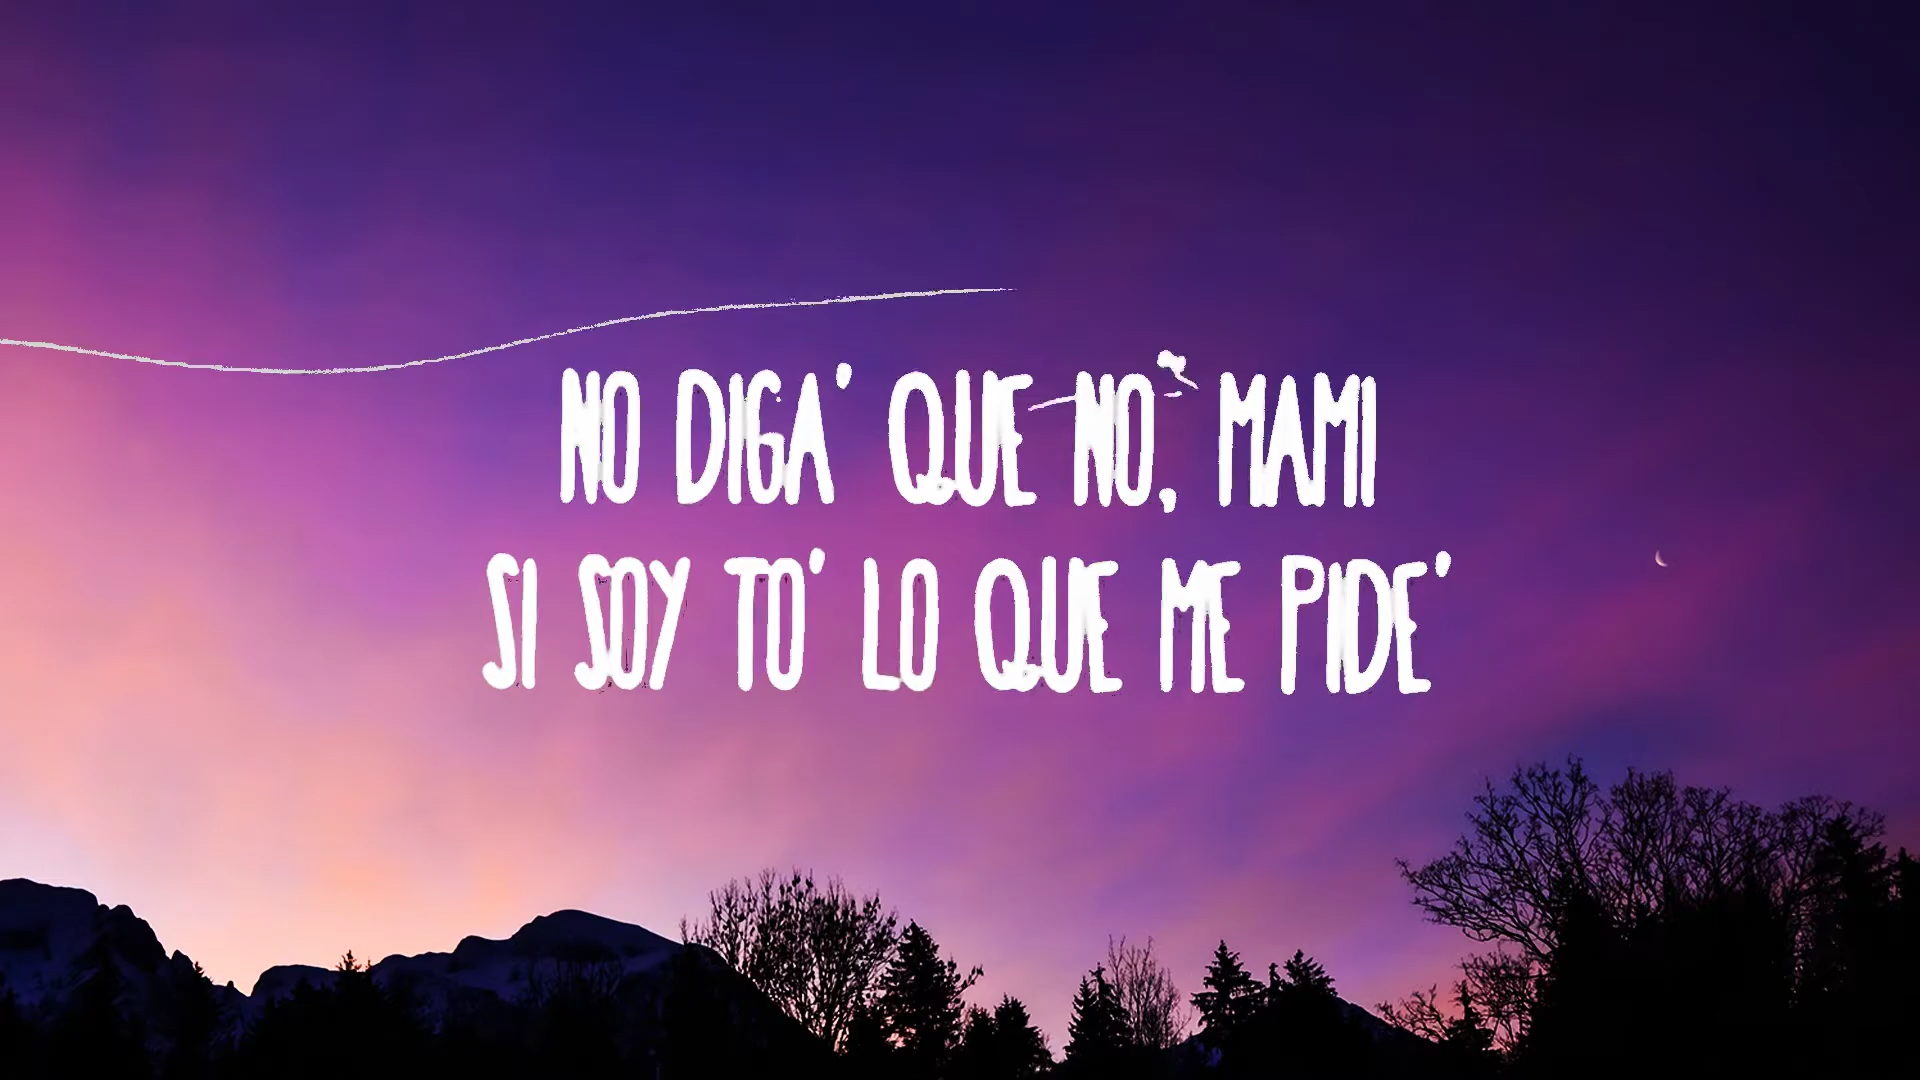 NO DIGA' QUE NO, MAMI
SI SOY TO' LO QUE ME PIDE'